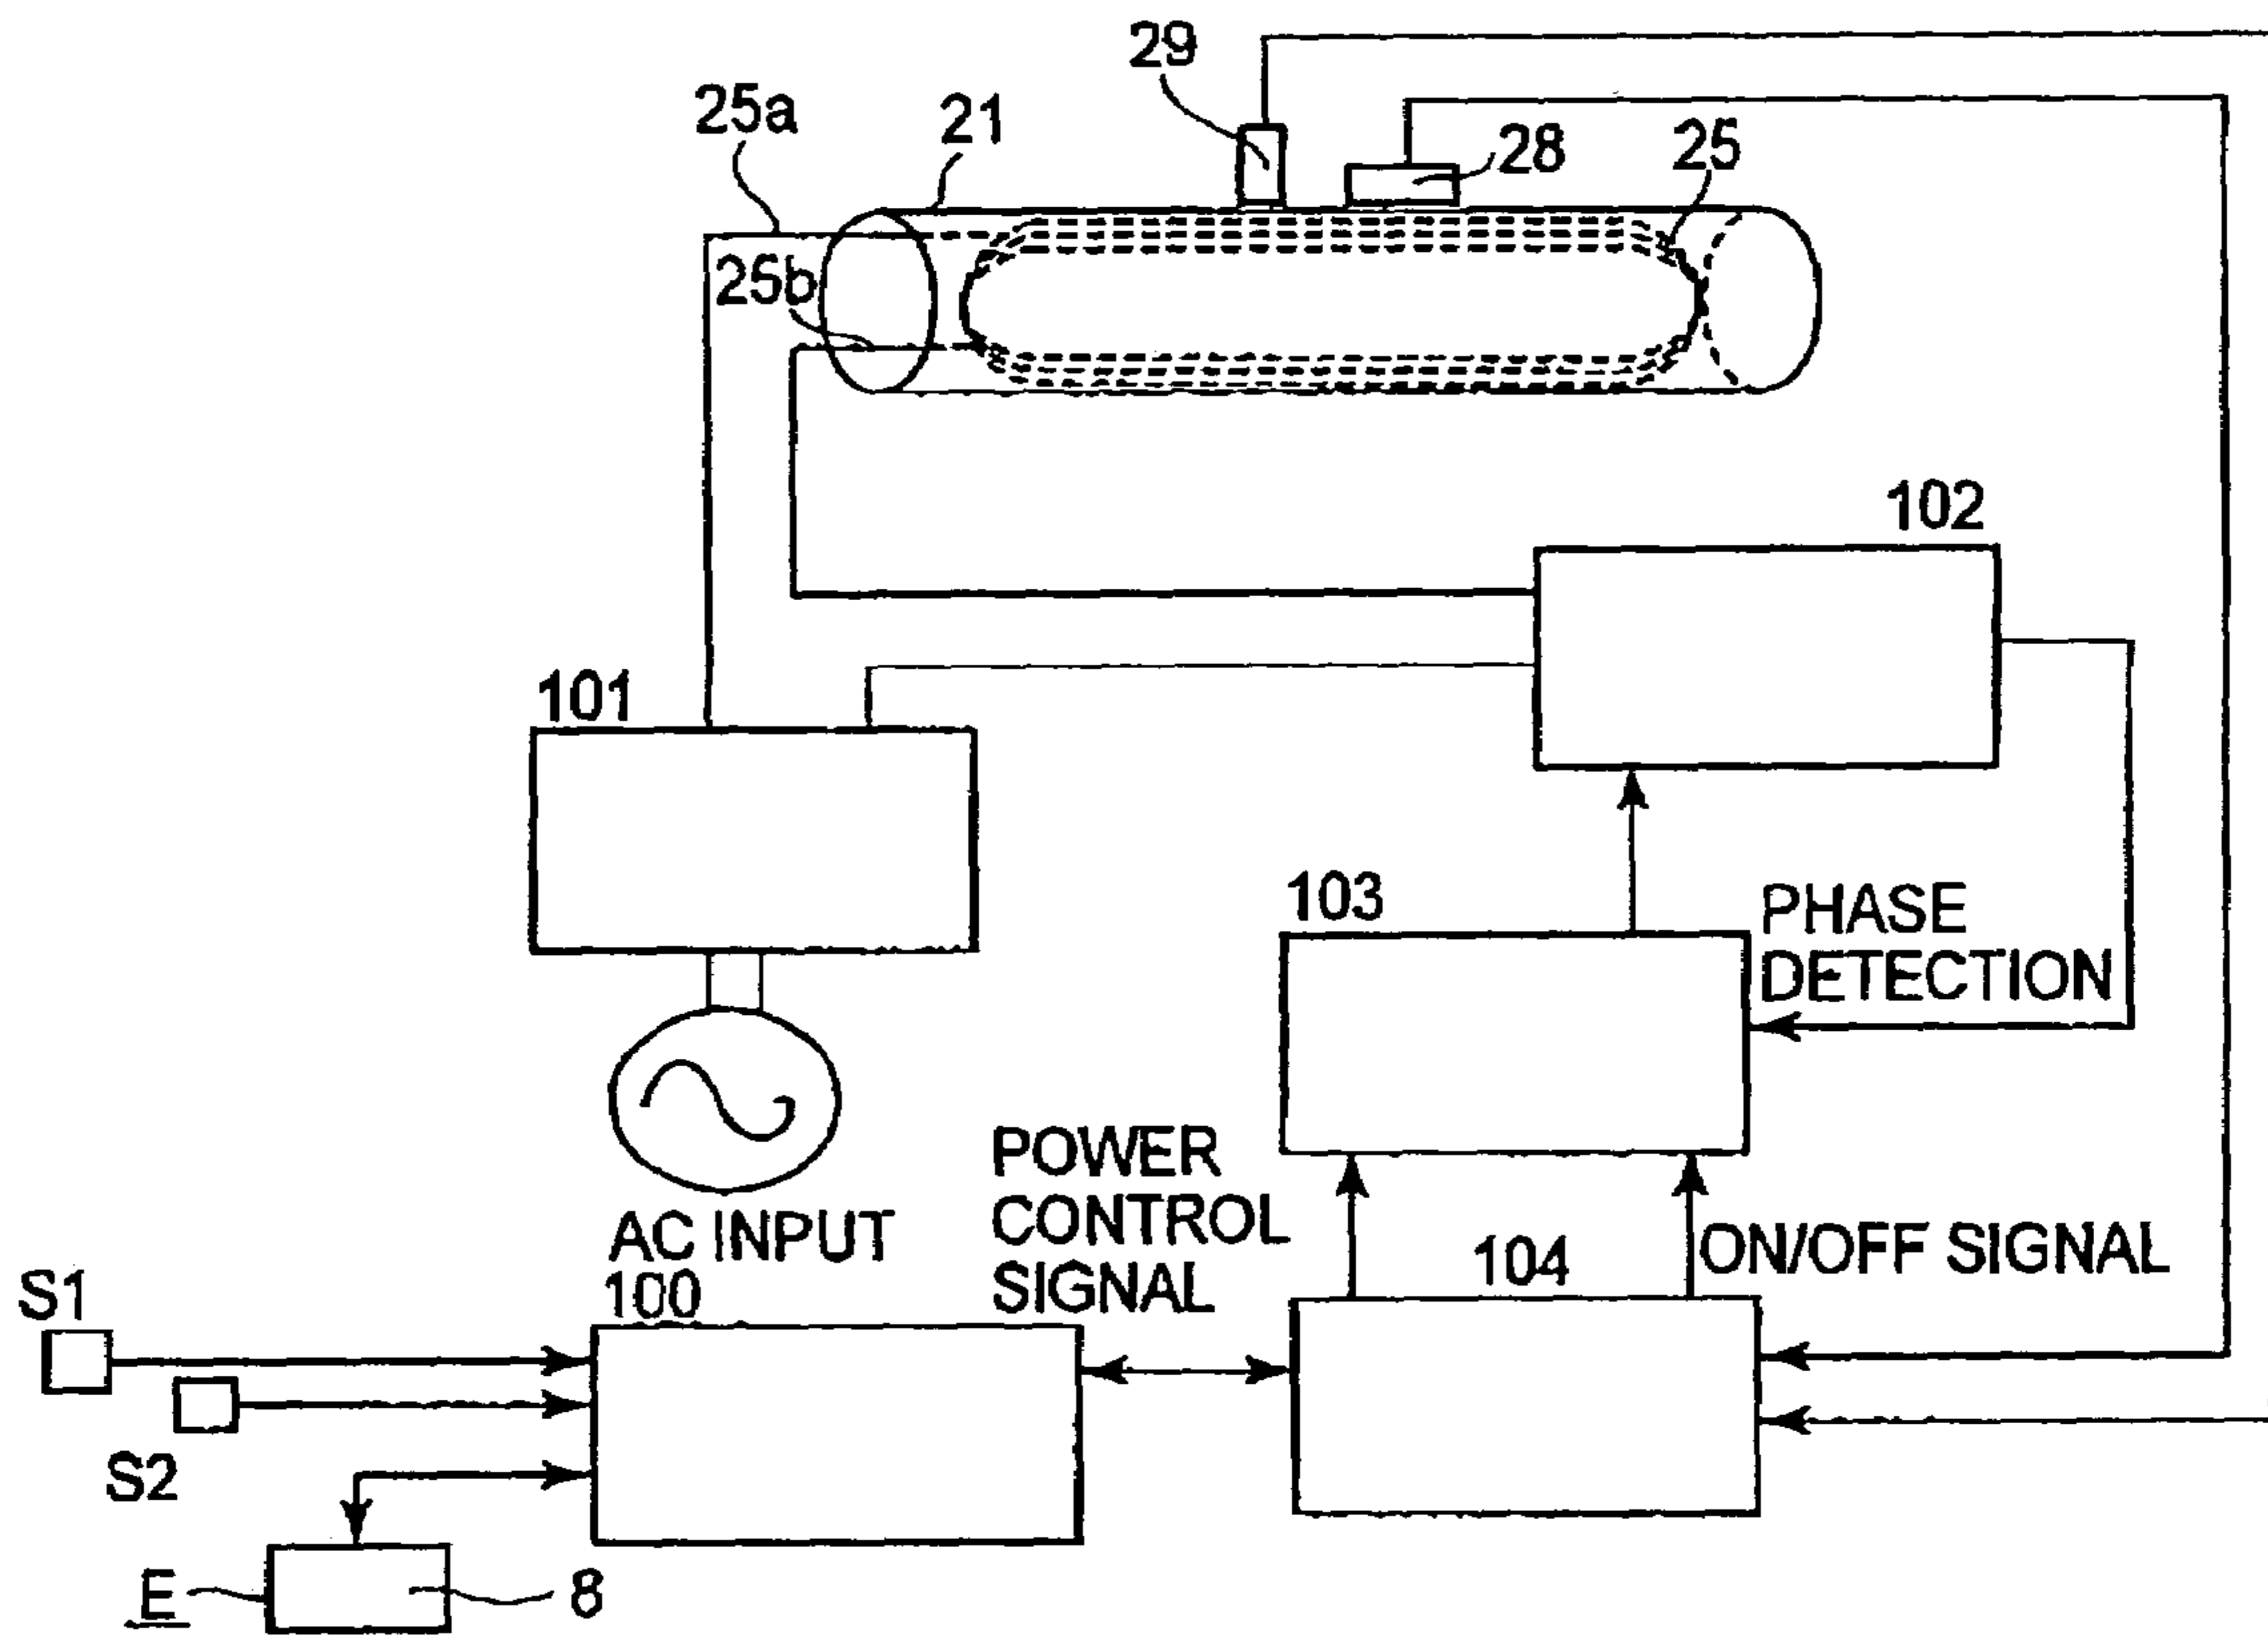 29
25a
21
28
25
25b
102
101
103
PHASE
DETECTION
POWER
CONTROL
SIGNAL
AC INPUT
ON/OFF SIGNAL
104
100
S1
S2
E
8